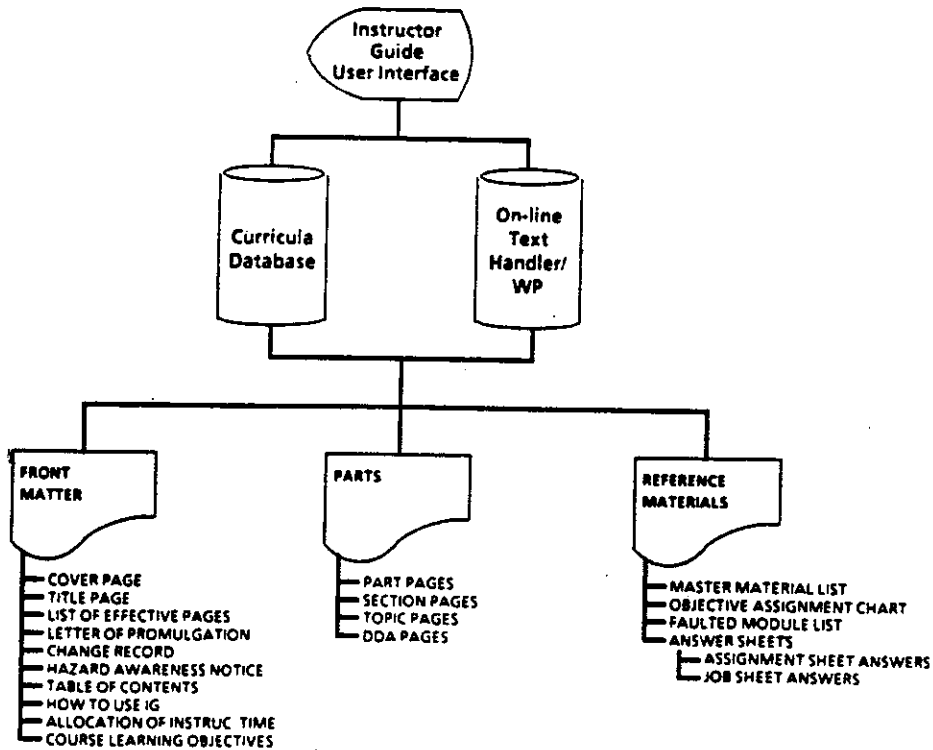 Instructor
Guide
User Interface
Curricula
Database
On-line
Text
Handler/
WP
FRONT
MATTER
COVER PAGE
TITLE PAGE
LIST OF EFFECTIVE PAGES
LETTER OF PROMULGATION
CHANGE RECORD
HAZARD AWARENESS NOTICE
TABLE OF CONTENTS
HOW TO USE IG
ALLOCATION OF INSTRUC TIME
COURSE LEARNING OBJECTIVES
PARTS
PART PAGES
SECTION PAGES
TOPIC PAGES
DDA PAGES
REFERENCE
MATERIALS
MASTER MATERIAL LIST
OBJECTIVE ASSIGNMENT CHART
FAULTED MODULE LIST
ANSWER SHEETS
ASSIGNMENT SHEET ANSWERS
JOB SHEET ANSWERS